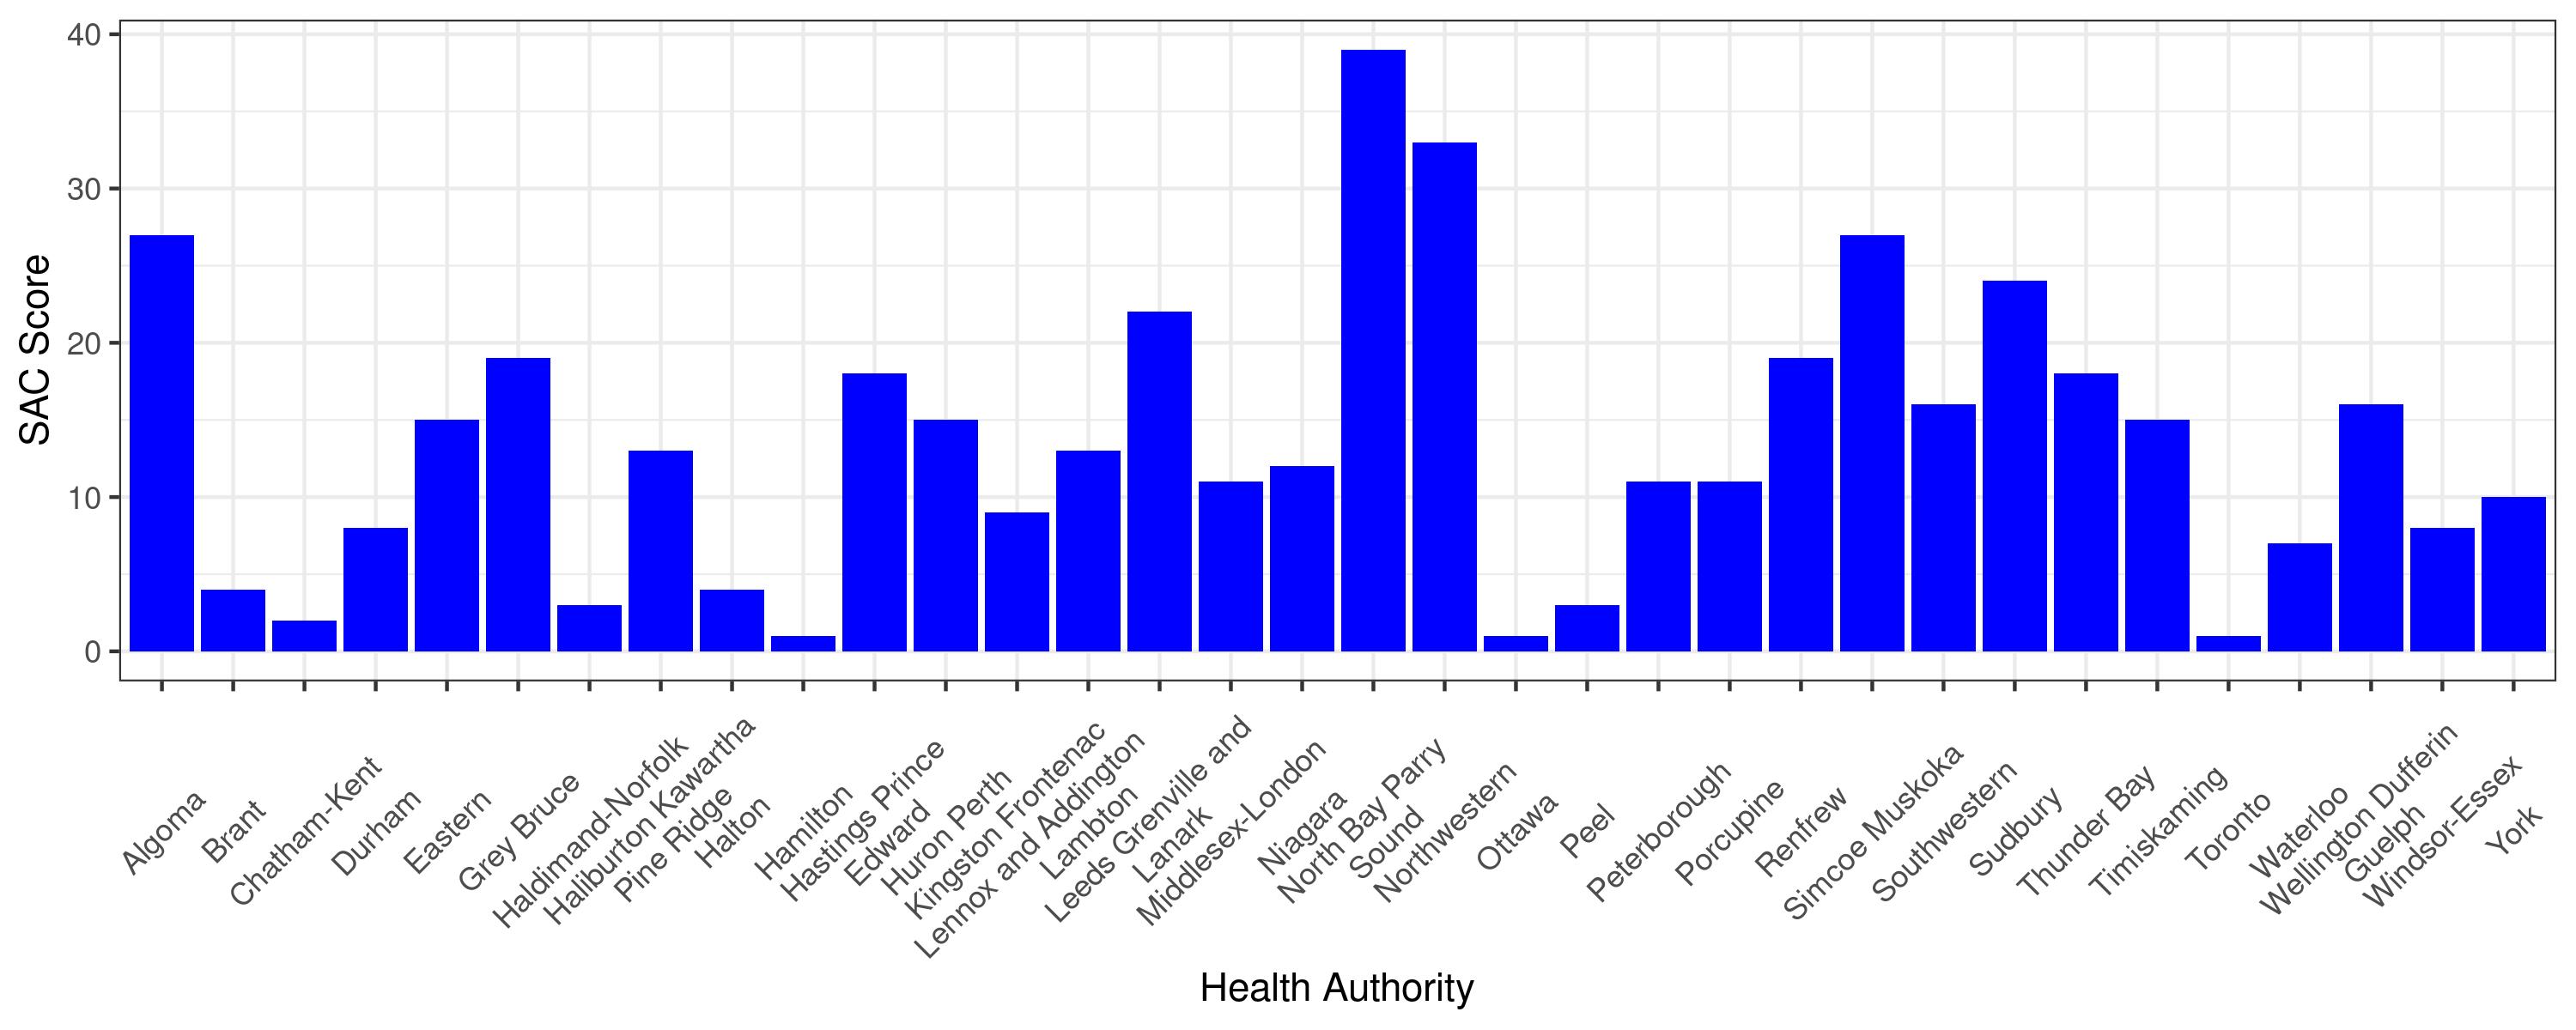 40
30
20
10
0
SAC Score
Algoma
Brant
Chatham-Kent
Durham
Eastern
Grey Bruce
Haldimand-Norfolk
Haliburton Kawartha
Pine Ridge
Halton
Hamilton
Hastings Prince
Edward
Huron Perth
Kingston Frontenac
Lennox and Addington
Lambton
Leeds Grenville and
Lanark
Middlesex-London
Niagara
North Bay Parry
Sound
Northwestern
Ottawa
Peel
Peterborough
Porcupine
Renfrew
Simcoe Muskoka
Southwestern
Sudbury
Thunder Bay
Timiskaming
Toronto
Waterloo
Wellington Dufferin
Guelph
Windsor-Essex
York
Health Authority